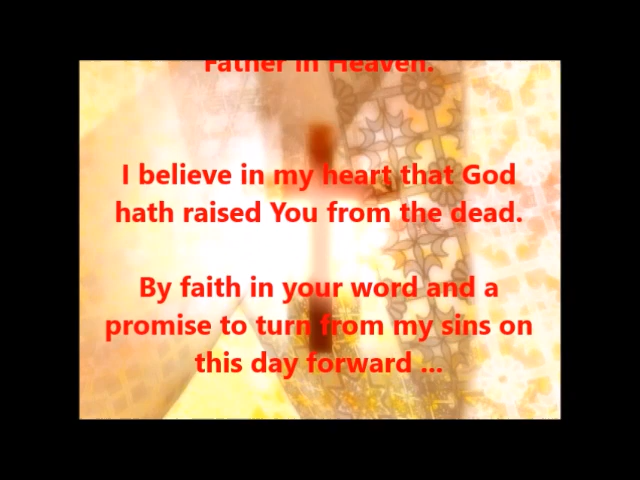 Father in Heaven.
I believe in my heart that God
hath raised You from the dead.
By faith in your word and a
promise to turn from my sins on
this day forward ...